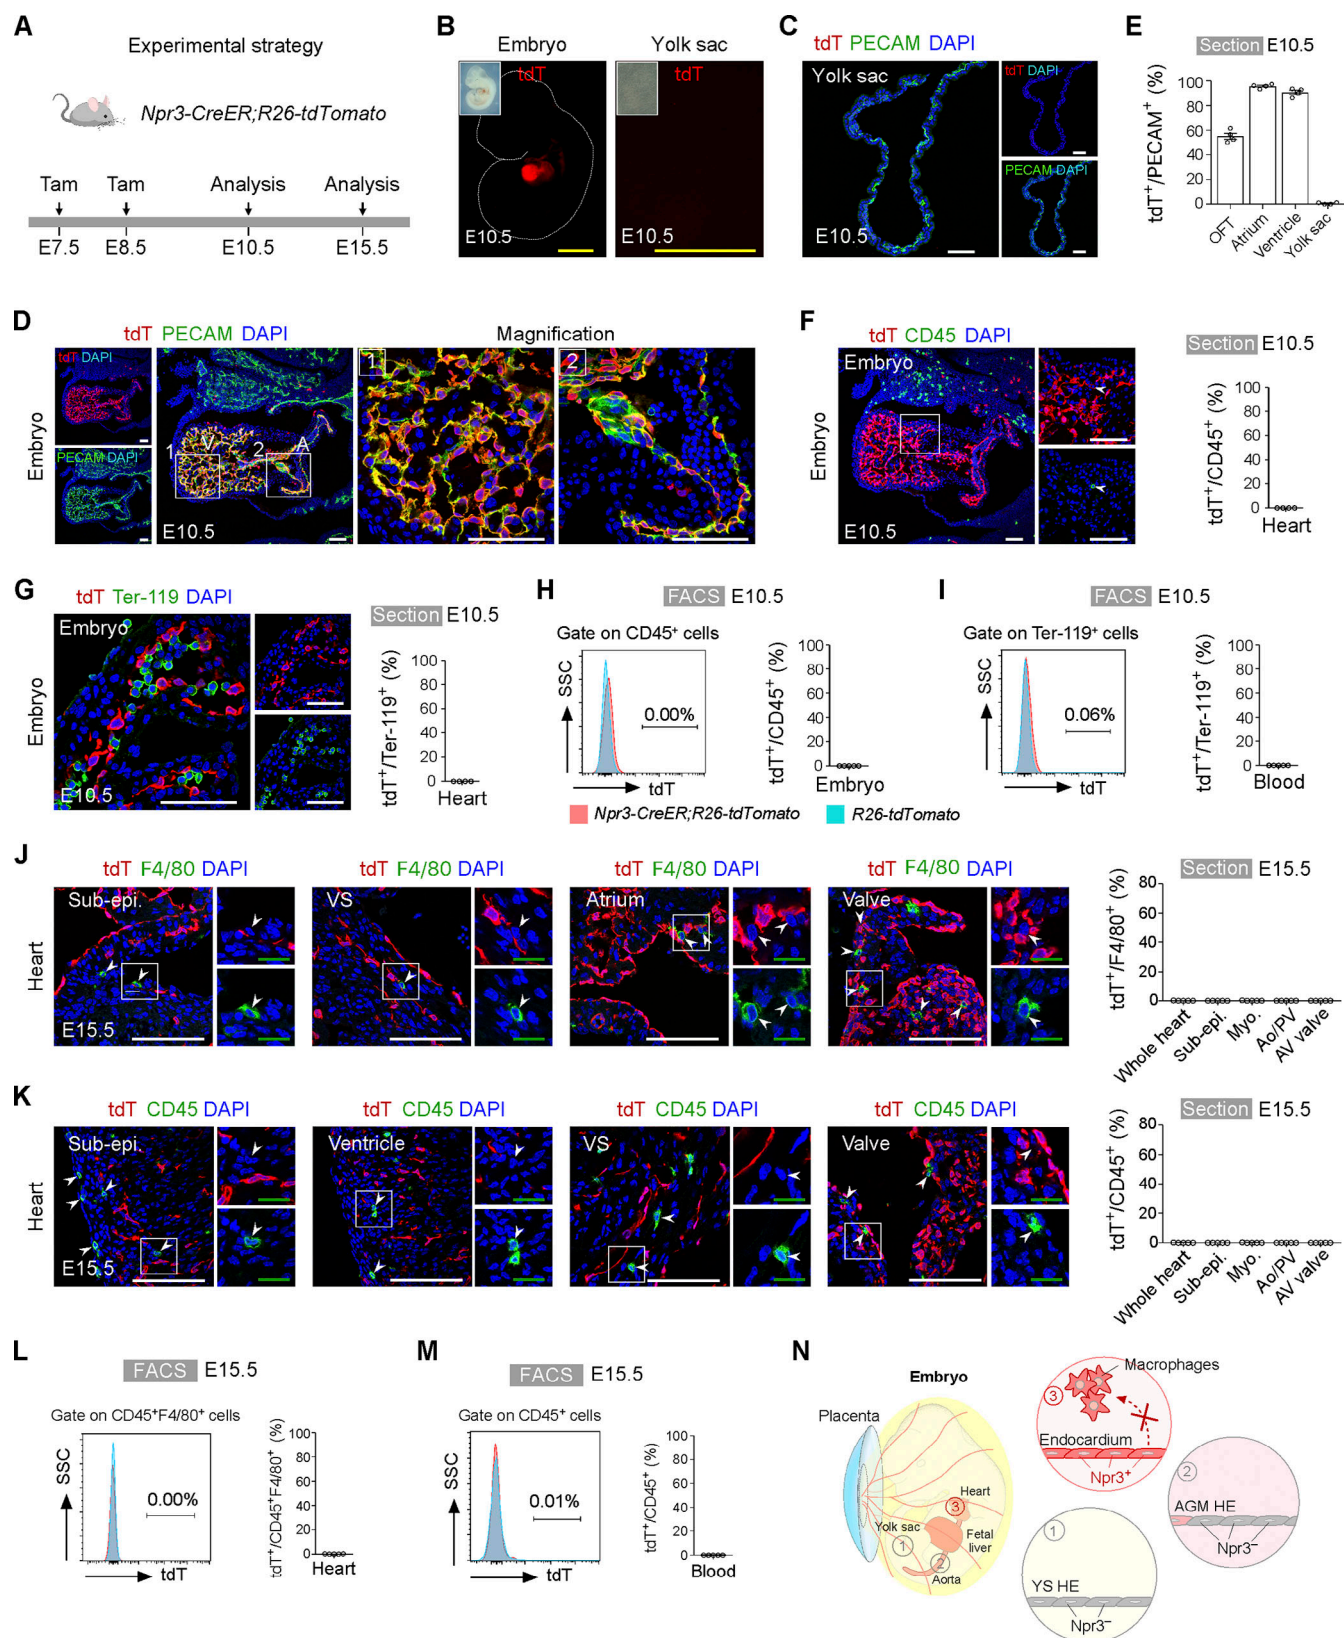 A
Experimental strategy
Npr3-CreER;R26-tdTomato
Tam Tam Analysis Analysis
E7.5 E8.5 E10.5 E15.5
B
Embryo Yolk sac
tdT tdT
E10.5 E10.5
C
tdT PECAM DAPI
Yolk sac
tdT DAPI
PECAM DAPI
E10.5
E
Section E10.5
tdT⁺/PECAM⁺ (%)
100
80
60
40
20
0
OFT Atrium Ventricle Yolk sac
D
tdT PECAM DAPI Magnification
tdT DAPI
PECAM DAPI
Embryo
1 V 2 A
E10.5
1
2
F
tdT CD45 DAPI
Embryo
Embryo
E10.5
Section E10.5
tdT⁺/CD45⁺ (%)
100
80
60
40
20
0
Heart
G
tdT Ter-119 DAPI
Embryo
Embryo
E10.5
Section E10.5
tdT⁺/Ter-119⁺ (%)
100
80
60
40
20
0
Heart
H
FACS E10.5
Gate on CD45⁺ cells
SSC
0.00%
tdT
tdT⁺/CD45⁺ (%)
100
80
60
40
20
0
Embryo
I
FACS E10.5
Gate on Ter-119⁺ cells
SSC
0.06%
tdT
tdT⁺/Ter-119⁺ (%)
100
80
60
40
20
0
Blood
Npr3-CreER;R26-tdTomato R26-tdTomato
J
tdT F4/80 DAPI tdT F4/80 DAPI tdT F4/80 DAPI tdT F4/80 DAPI
Heart
Sub-epi. VS Atrium Valve
E15.5
Section E15.5
tdT⁺/F4/80⁺ (%)
80
60
40
20
0
Whole heart Sub-epi. Myo. Ao/PV AV valve
K
tdT CD45 DAPI tdT CD45 DAPI tdT CD45 DAPI tdT CD45 DAPI
Heart
Sub-epi. Ventricle VS Valve
E15.5
Section E15.5
tdT⁺/CD45⁺ (%)
80
60
40
20
0
Whole heart Sub-epi. Myo. Ao/PV AV valve
L
FACS E15.5
Gate on CD45⁺F4/80⁺ cells
SSC
0.00%
tdT
tdT⁺/CD45⁺F4/80⁺ (%)
100
80
60
40
20
0
Heart
M
FACS E15.5
Gate on CD45⁺ cells
SSC
0.01%
tdT
tdT⁺/CD45⁺ (%)
100
80
60
40
20
0
Blood
N
Embryo
Placenta
Heart
3
Yolk sac
1
Fetal
liver
2
Aorta
Macrophages
3
Endocardium
Npr3⁺
2
AGM HE
Npr3⁻
1
YS HE
Npr3⁻